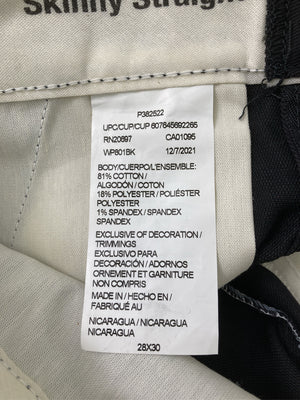 Skinny Straight
P382522
UPC/CUP/CUP 607645692265
RN20697 CA01095
WP801BK 12/7/2021
BODY/CUERPO/L'ENSEMBLE:
81% COTTON /
ALGODÓN / COTON
18% POLYESTER / POLIÉSTER
POLYESTER
1% SPANDEX / SPANDEX
SPANDEX
EXCLUSIVE OF DECORATION /
TRIMMINGS
EXCLUSIVO PARA
DECORACIÓN / ADORNOS
ORNEMENT ET GARNITURE
NON COMPRIS
MADE IN / HECHO EN /
FABRIQUÉ AU
NICARAGUA / NICARAGUA /
NICARAGUA
28X30